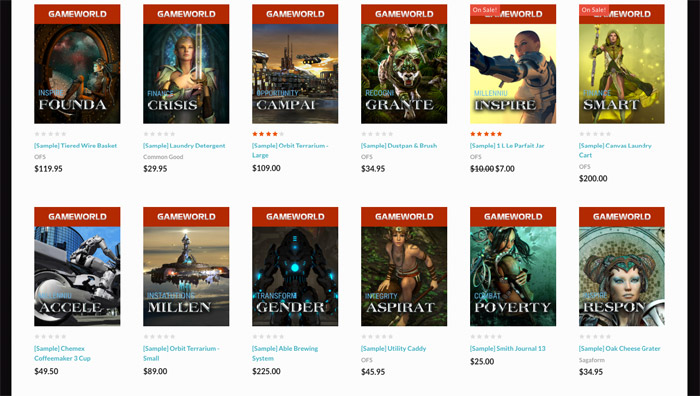 On Sale!
On Sale!
GAMEWORLD
GAMEWORLD
GAMEWORLD
GAMEWORLD
GAMEWORLD
GAMEWORLD
INSPIRE
FOUNDA
FINANCE
CRISIS
OPPORTUNITY
CAMPAI
RECOGNI
GRANTE
MILLENNIU
INSPIRE
FINANCE
SMART
[Sample] Tiered Wire Basket
OFS
$119.95
[Sample] Laundry Detergent
Common Good
$29.95
[Sample] Orbit Terrarium -
Large
$109.00
[Sample] Dustpan & Brush
OFS
$34.95
[Sample] 1 L Le Parfait Jar
OFS
$10.00 $7.00
[Sample] Canvas Laundry
Cart
OFS
$200.00
GAMEWORLD
GAMEWORLD
GAMEWORLD
GAMEWORLD
GAMEWORLD
GAMEWORLD
MILLENNIU
ACCELE
INSTATUTIONS
MILLEN
TRANSFORM
GENDER
INTEGRITY
ASPIRAT
COMBAT
POVERTY
INSPIRE
RESPON
[Sample] Chemex
Coffeemaker 3 Cup
$49.50
[Sample] Orbit Terrarium -
Small
$89.00
[Sample] Able Brewing
System
$225.00
[Sample] Utility Caddy
OFS
$45.95
[Sample] Smith Journal 13
$25.00
[Sample] Oak Cheese Grater
Sagaform
$34.95